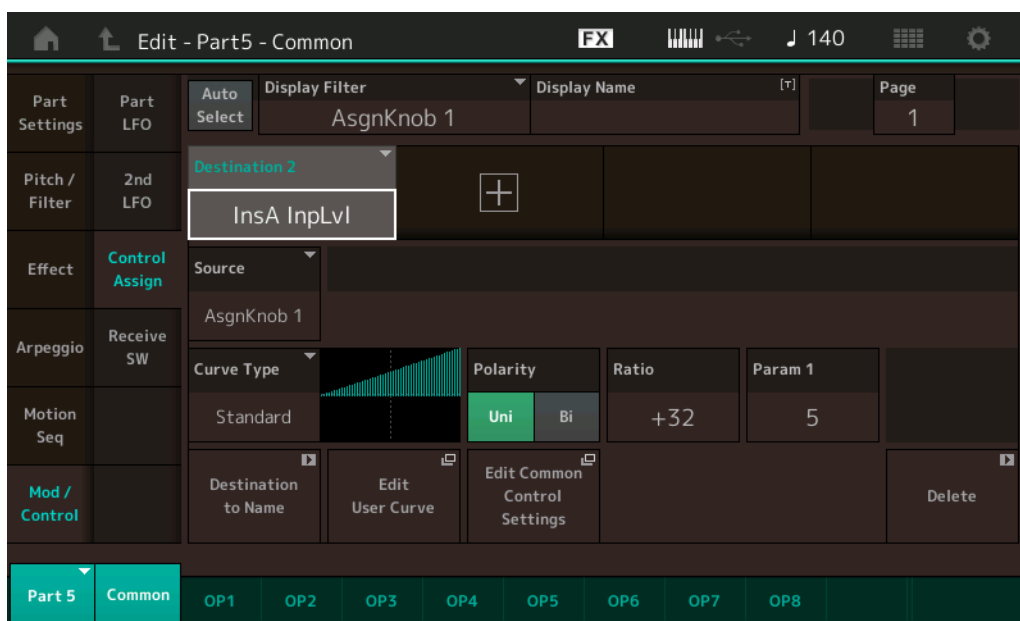 Edit - Part5 - Common FX 140
Part Settings
Pitch / Filter
Effect
Arpeggio
Motion Seq
Mod / Control
Part LFO
2nd LFO
Control Assign
Receive SW
Auto Select
Display Filter
AsgnKnob 1
Display Name [T]
Page
1
Destination 2
InsA InpLvl
Source
AsgnKnob 1
Curve Type
Standard
Polarity
Uni Bi
Ratio
+32
Param 1
5
Destination to Name
Edit User Curve
Edit Common Control Settings
Delete
Part 5 Common OP1 OP2 OP3 OP4 OP5 OP6 OP7 OP8